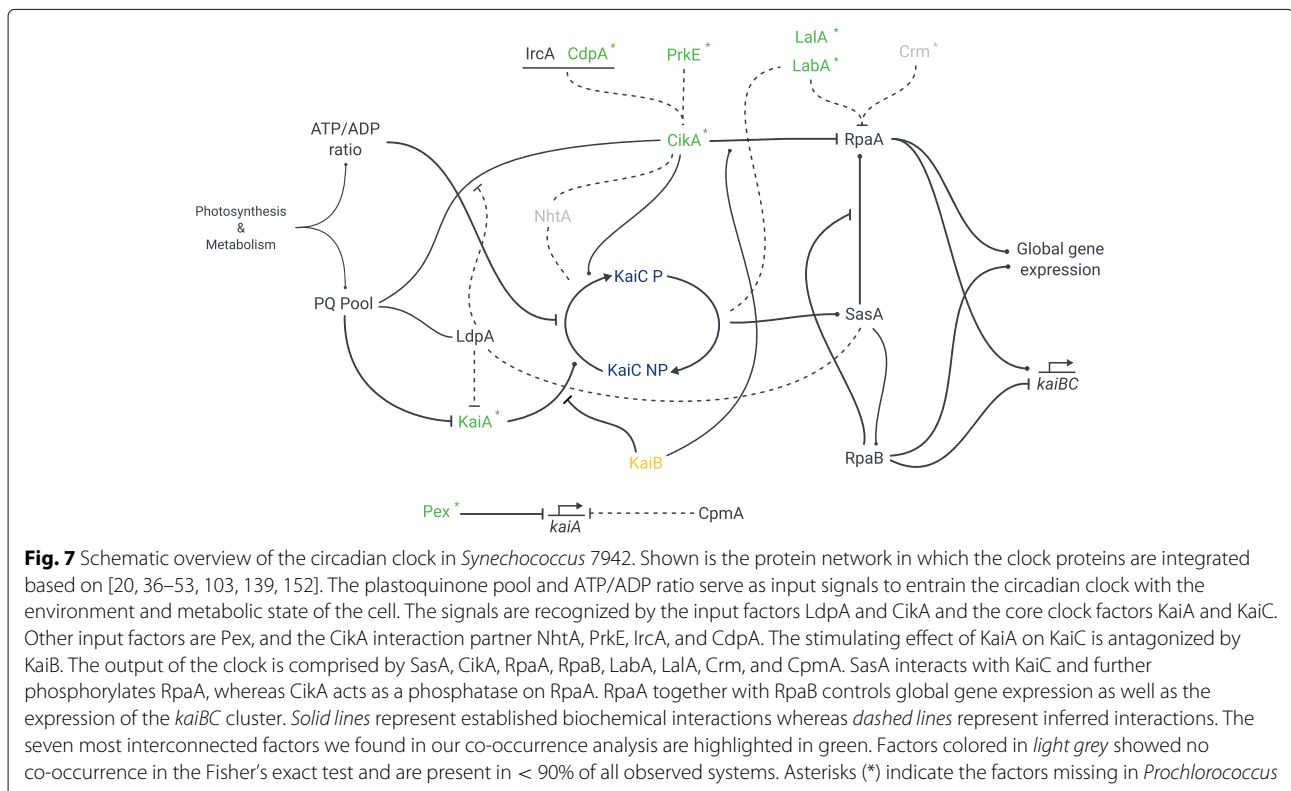 LalA *
IrcA CdpA *
PrkE *
Crm *
LabA *
ATP/ADP
ratio
CikA *
RpaA
Photosynthesis
&
Metabolism
NhtA
Global gene
expression
KaiC P
PQ Pool
SasA
LdpA
KaiC NP
kaiBC
KaiA *
KaiB
RpaB
Pex *
kaiA
CpmA
Fig. 7 Schematic overview of the circadian clock in Synechococcus 7942. Shown is the protein network in which the clock proteins are integrated
based on [20, 36–53, 103, 139, 152]. The plastoquinone pool and ATP/ADP ratio serve as input signals to entrain the circadian clock with the
environment and metabolic state of the cell. The signals are recognized by the input factors LdpA and CikA and the core clock factors KaiA and KaiC.
Other input factors are Pex, and the CikA interaction partner NhtA, PrkE, IrcA, and CdpA. The stimulating effect of KaiA on KaiC is antagonized by
KaiB. The output of the clock is comprised by SasA, CikA, RpaA, RpaB, LabA, LalA, Crm, and CpmA. SasA interacts with KaiC and further
phosphorylates RpaA, whereas CikA acts as a phosphatase on RpaA. RpaA together with RpaB controls global gene expression as well as the
expression of the kaiBC cluster. Solid lines represent established biochemical interactions whereas dashed lines represent inferred interactions. The
seven most interconnected factors we found in our co-occurrence analysis are highlighted in green. Factors colored in light grey showed no
co-occurrence in the Fisher's exact test and are present in < 90% of all observed systems. Asterisks (*) indicate the factors missing in Prochlorococcus